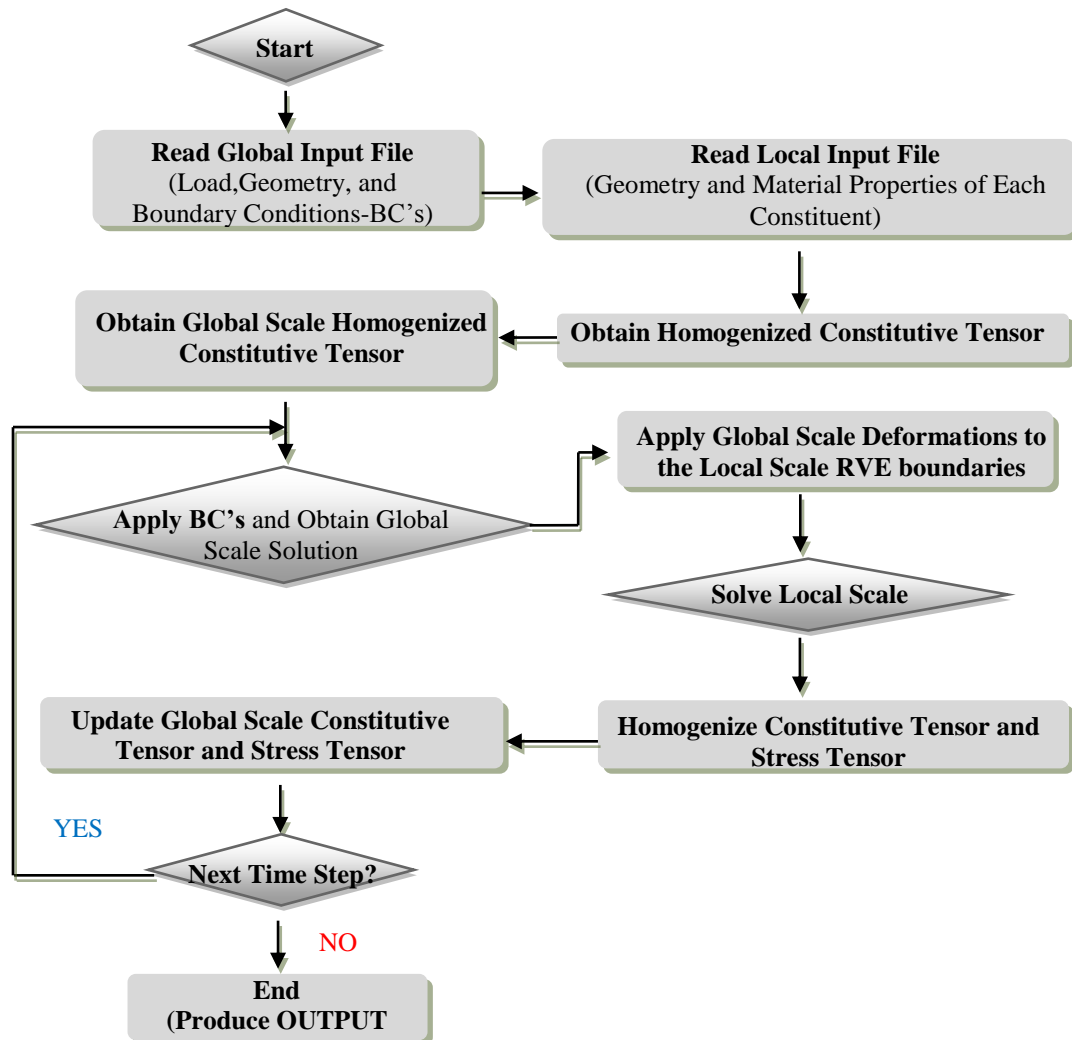 Start
Read Global Input File
(Load,Geometry, and
Boundary Conditions-BC's)
Read Local Input File
(Geometry and Material Properties of Each
Constituent)
Obtain Global Scale Homogenized
Constitutive Tensor
Obtain Homogenized Constitutive Tensor
Apply BC's and Obtain Global
Scale Solution
Apply Global Scale Deformations to
the Local Scale RVE boundaries
Solve Local Scale
Update Global Scale Constitutive
Tensor and Stress Tensor
Homogenize Constitutive Tensor and
Stress Tensor
YES
Next Time Step?
NO
End
(Produce OUTPUT